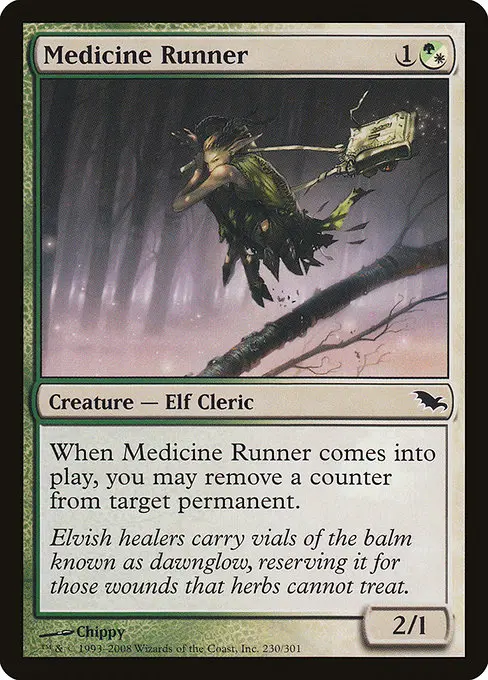 Medicine Runner 1
Creature — Elf Cleric
When Medicine Runner comes into
play, you may remove a counter
from target permanent.
Elvish healers carry vials of the balm
known as dawnglow, reserving it for
those wounds that herbs cannot treat.
2/1
Chippy
™ & © 1993–2008 Wizards of the Coast, Inc. 230/301